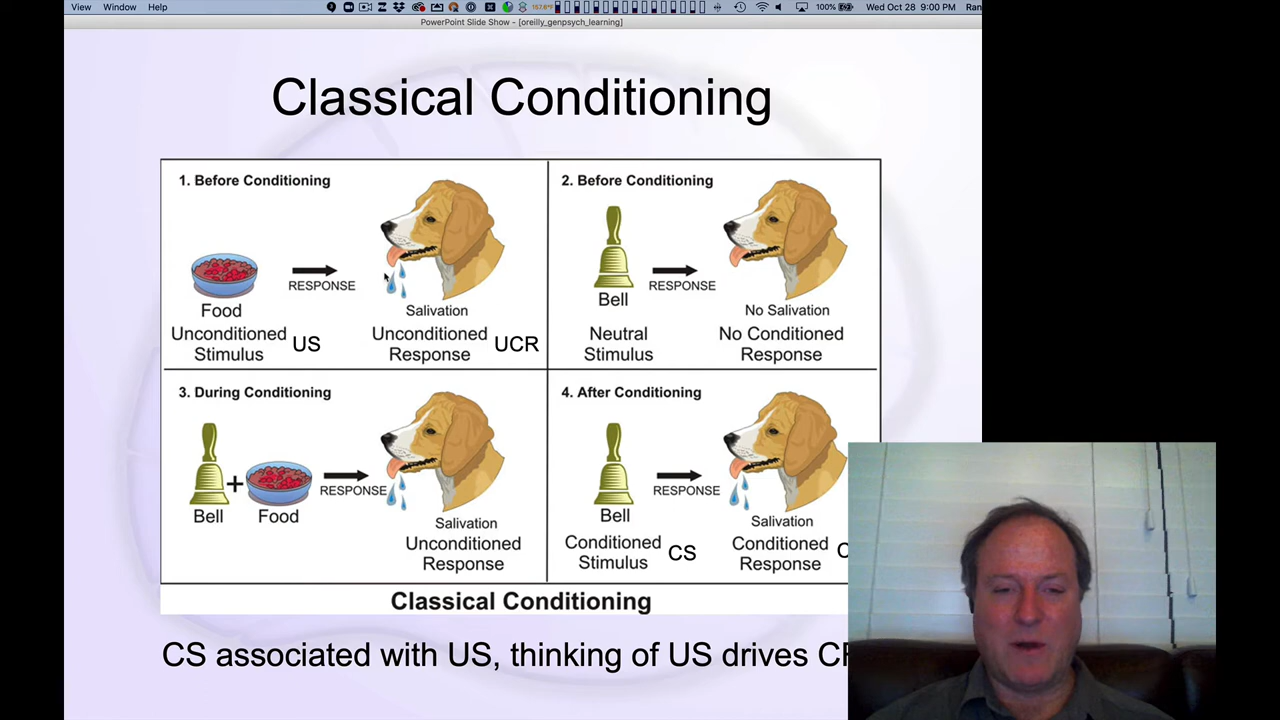 View Window Help
157.6°F
100%
Wed Oct 28 9:00 PM Ran
PowerPoint Slide Show - [oreilly_genpsych_learning]
Classical Conditioning
1. Before Conditioning
RESPONSE
Food
Salivation
Unconditioned
Stimulus
US
Unconditioned
Response
UCR
2. Before Conditioning
RESPONSE
Bell
No Salivation
Neutral
Stimulus
No Conditioned
Response
3. During Conditioning
+
RESPONSE
Bell
Food
Salivation
Unconditioned
Response
4. After Conditioning
RESPONSE
Bell
Salivation
Conditioned
Stimulus
CS
Conditioned
Response
C
Classical Conditioning
CS associated with US, thinking of US drives C